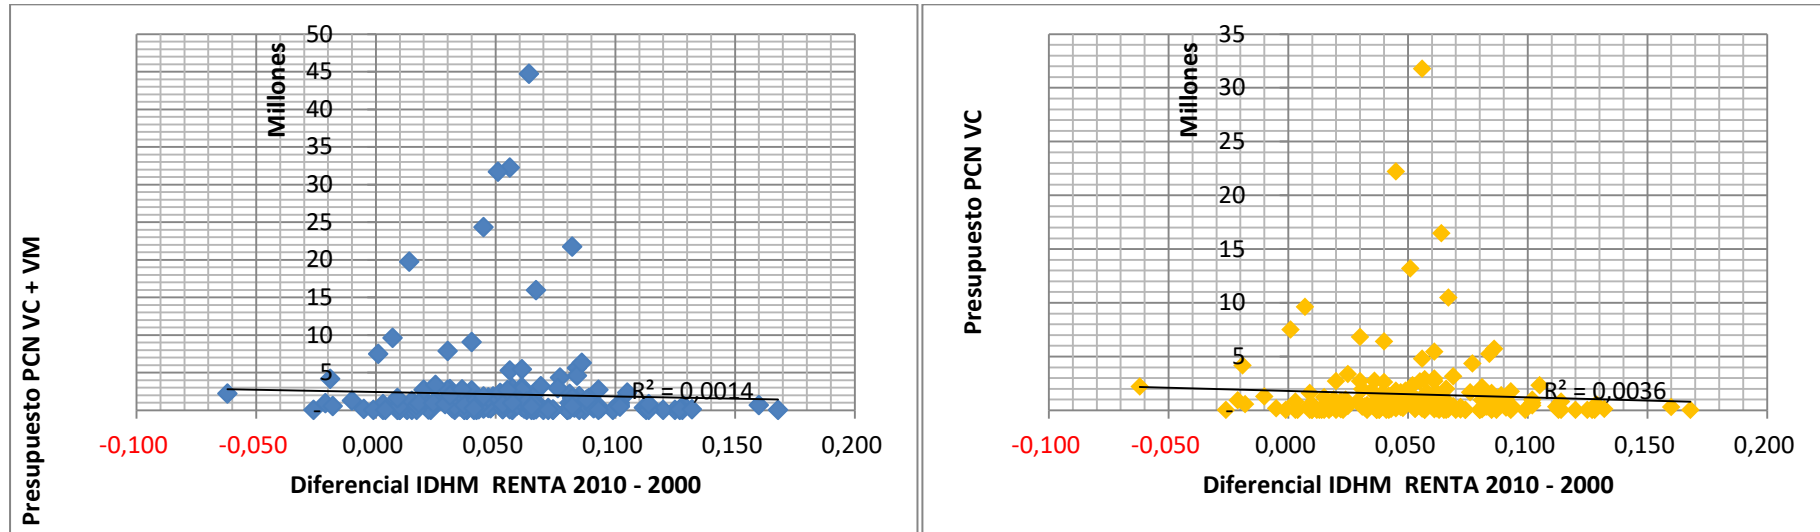 Presupuesto PCN VC + VM
Millones
50
45
40
35
30
25
20
15
10
5
-
R² = 0,0014
-0,100 -0,050 0,000 0,050 0,100 0,150 0,200
Diferencial IDHM RENTA 2010 - 2000
Presupuesto PCN VC
Millones
35
30
25
20
15
10
5
-
R² = 0,0036
-0,100 -0,050 0,000 0,050 0,100 0,150 0,200
Diferencial IDHM RENTA 2010 - 2000